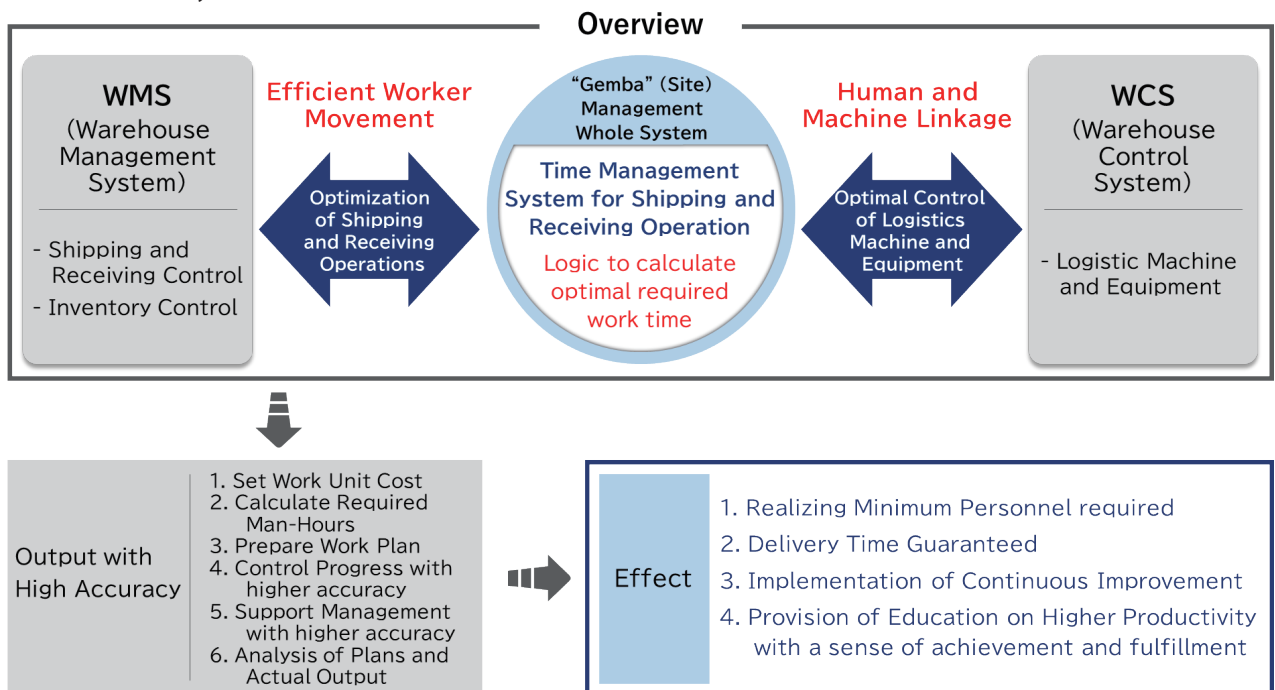 Overview
WMS
(Warehouse
Management
System)
- Shipping and
Receiving Control
- Inventory Control
Efficient Worker
Movement
Optimization
of Shipping
and Receiving
Operations
“Gemba” (Site)
Management
Whole System
Time Management
System for Shipping and
Receiving Operation
Logic to calculate
optimal required
work time
Human and
Machine Linkage
Optimal Control
of Logistics
Machine and
Equipment
WCS
(Warehouse
Control
System)
- Logistic Machine
and Equipment
Output with
High Accuracy
1. Set Work Unit Cost
2. Calculate Required
Man-Hours
3. Prepare Work Plan
4. Control Progress with
higher accuracy
5. Support Management
with higher accuracy
6. Analysis of Plans and
Actual Output
Effect
1. Realizing Minimum Personnel required
2. Delivery Time Guaranteed
3. Implementation of Continuous Improvement
4. Provision of Education on Higher Productivity
with a sense of achievement and fulfillment